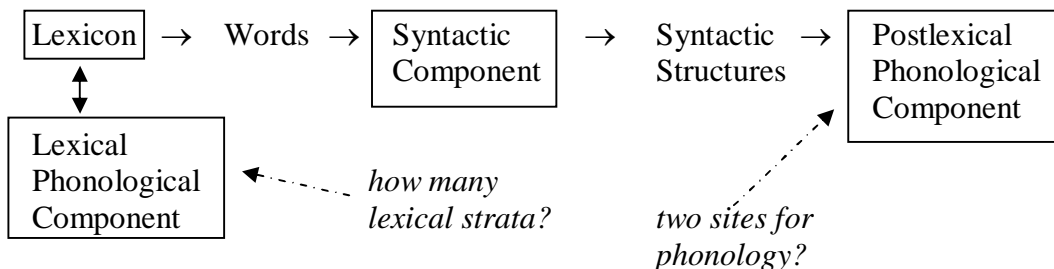 Lexicon → Words → Syntactic → Syntactic → Postlexical
Component Structures Phonological
Component
Lexical
Phonological
Component
how many
lexical strata?
two sites for
phonology?